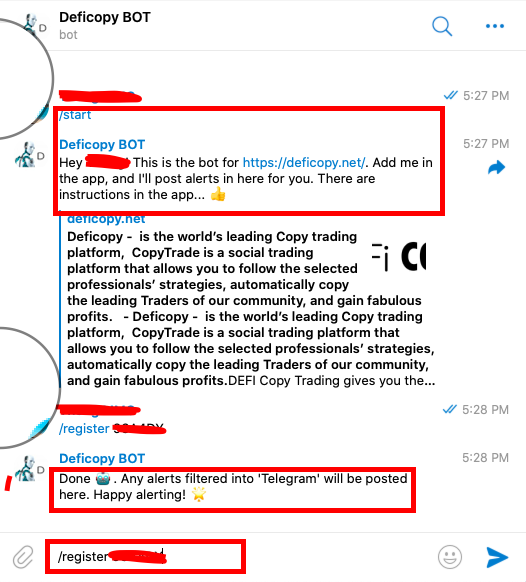 Deficopy BOT
bot
D
5:27 PM
/start
Deficopy BOT
5:27 PM
D
Hey This is the bot for https://deficopy.net/. Add me in
the app, and I'll post alerts in here for you. There are
instructions in the app... 👍
deficopy.net
Deficopy - is the world's leading Copy trading
platform, CopyTrade is a social trading
platform that allows you to follow the selected
professionals' strategies, automatically copy
the leading Traders of our community, and gain fabulous
profits. - Deficopy - is the world's leading Copy trading
platform, CopyTrade is a social trading platform that
allows you to follow the selected professionals' strategies,
automatically copy the leading Traders of our community,
and gain fabulous profits.DEFI Copy Trading gives you the...
5:28 PM
/register
Deficopy BOT
5:28 PM
D
Done 🤖. Any alerts filtered into 'Telegram' will be posted
here. Happy alerting! 🌟
/register